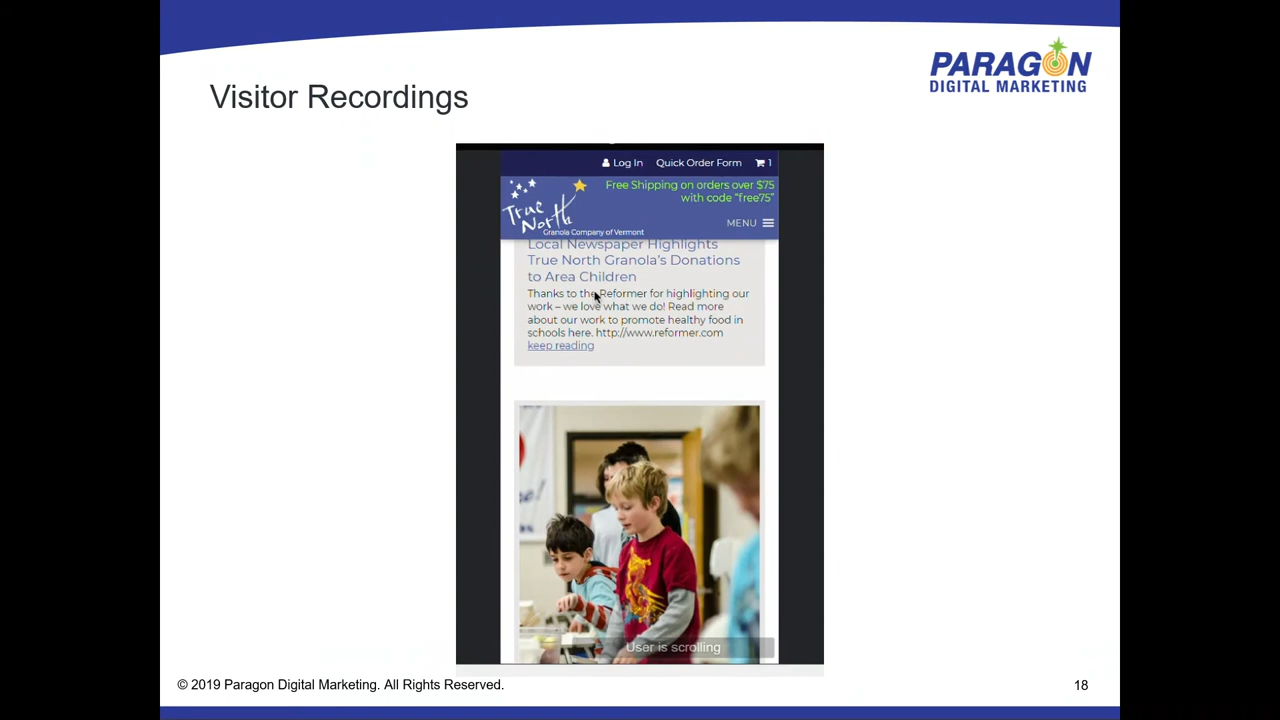 PARAGON
DIGITAL MARKETING
Visitor Recordings
Log In Quick Order Form 1
Free Shipping on orders over $75
with code "free75"
True
North
Granola Company of Vermont
MENU
Local Newspaper Highlights
True North Granola's Donations
to Area Children
Thanks to the Reformer for highlighting our
work – we love what we do! Read more
about our work to promote healthy food in
schools here. http://www.reformer.com
keep reading
User is scrolling
© 2019 Paragon Digital Marketing. All Rights Reserved.
18